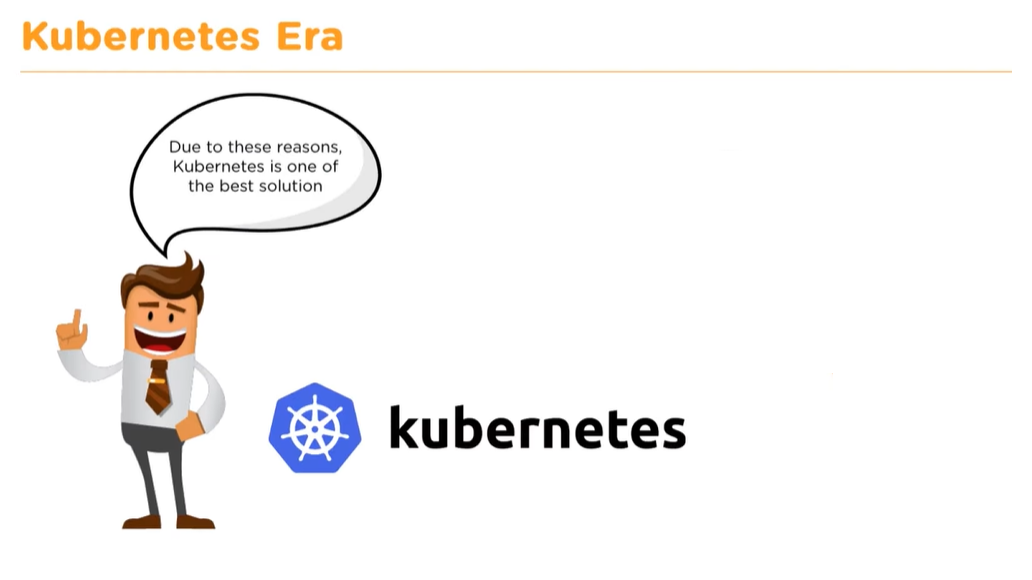 Kubernetes Era
Due to these reasons,
Kubernetes is one of
the best solution
kubernetes